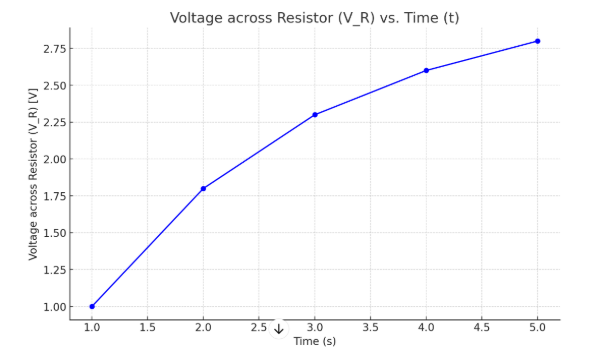 Voltage across Resistor (V_R) vs. Time (t)
Voltage across Resistor (V_R) [V]
2.75
2.50
2.25
2.00
1.75
1.50
1.25
1.00
1.0 1.5 2.0 2.5 3.0 3.5 4.0 4.5 5.0
Time (s)